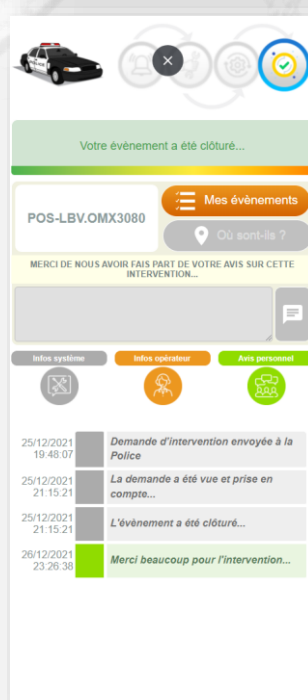 POLICE
Votre évènement a été clôturé...
POS-LBV.OMX3080
Mes évènements
Où sont-ils ?
MERCI DE NOUS AVOIR FAIS PART DE VOTRE AVIS SUR CETTE
INTERVENTION...
Infos système
Infos opérateur
Avis personnel
25/12/2021
19:48:07
Demande d'intervention envoyée à la
Police
25/12/2021
21:15:21
La demande a été vue et prise en
compte...
25/12/2021
21:15:21
L'évènement a été clôturé...
26/12/2021
23:26:38
Merci beaucoup pour l'intervention...